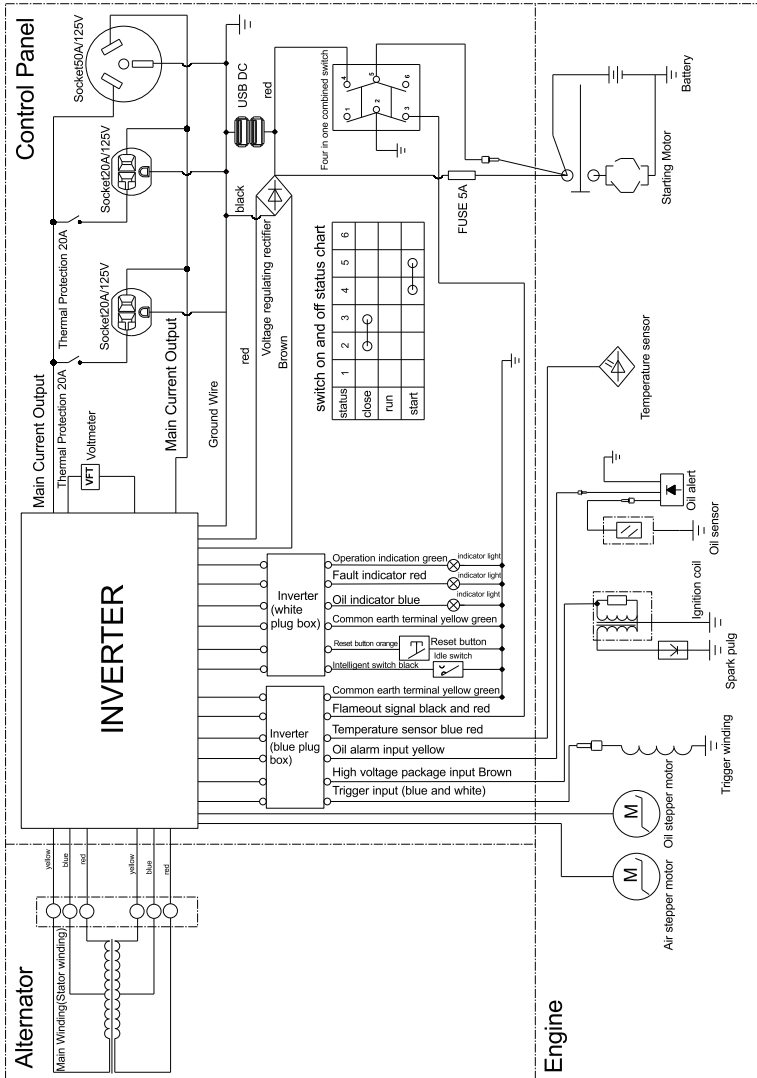 Control Panel
Socket50A/125V
Socket20A/125V
Socket20A/125V
Thermal Protection 20A
Thermal Protection 20A
Main Current Output
Main Current Output
VFT
Voltmeter
Ground Wire
USB DC
red
black
red
Voltage regulating rectifier
Brown
Four in one combined switch
1
2
3
4
5
6
FUSE 5A
Battery
Starting Motor
switch on and off status chart
status 1 2 3 4 5 6
close
run
start
INVERTER
Inverter
(white
plug box)
Operation indication green
indicator light
Fault indicator red
indicator light
Oil indicator blue
indicator light
Common earth terminal yellow green
Reset button orange
Reset button
Intelligent switch black
Idle switch
Inverter
(blue plug
box)
Common earth terminal yellow green
Flameout signal black and red
Temperature sensor blue red
Oil alarm input yellow
High voltage package input Brown
Trigger input (blue and white)
Temperature sensor
Oil alert
Oil sensor
Ignition coil
Spark pulg
Trigger winding
M
Oil stepper motor
M
Air stepper motor
Alternator
Main Winding(Stator winding)
yellow
blue
red
yellow
blue
red
Engine